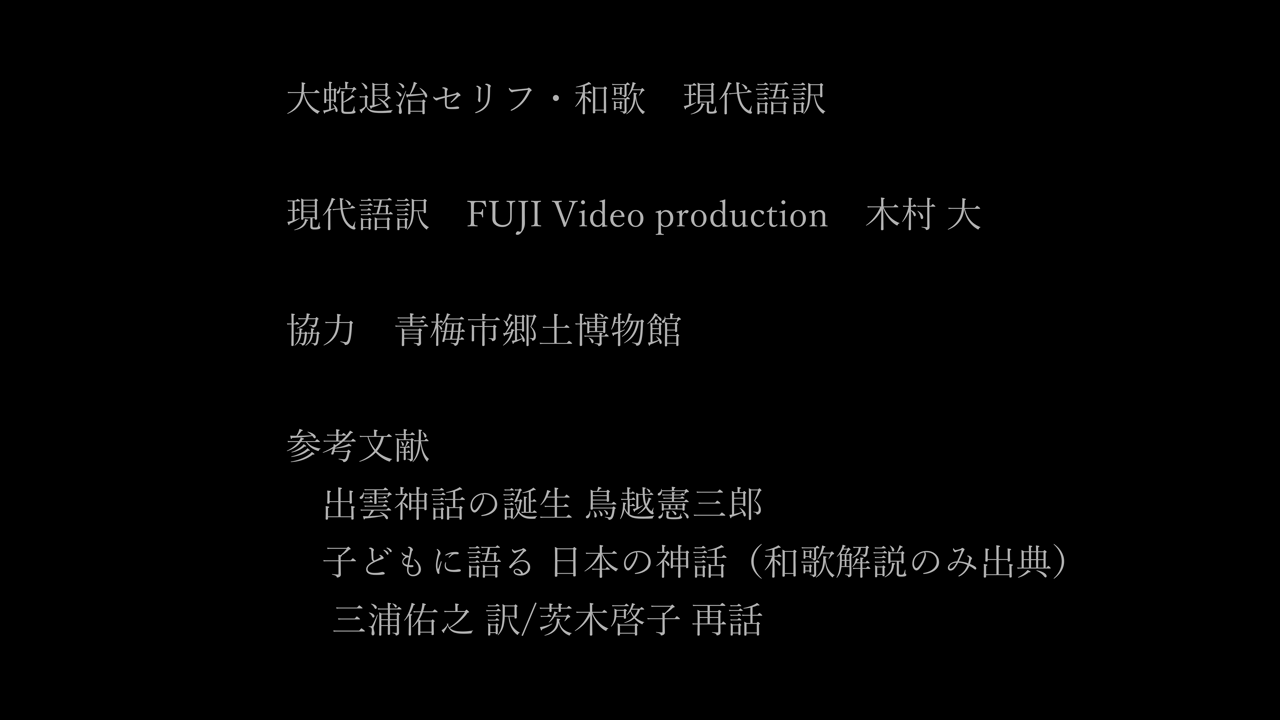 大蛇退治セリフ・和歌　現代語訳
現代語訳　FUJI Video production　木村 大
協力　青梅市郷土博物館
参考文献
出雲神話の誕生 鳥越憲三郎
子どもに語る 日本の神話（和歌解説のみ出典）
三浦佑之 訳/茨木啓子 再話